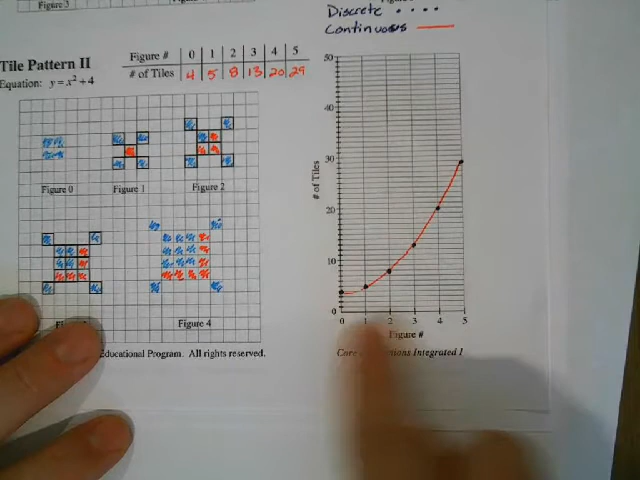 Figure 3
Discrete
Continuous
Tile Pattern II
Equation: y = x² + 4
Figure # 0 1 2 3 4 5
# of Tiles 4 5 8 13 20 29
Figure 0
Figure 1
Figure 2
Figure 4
Educational Program. All rights reserved.
50
40
30
20
10
0
# of Tiles
0 1 2 3 4 5
Figure #
Core Integrated I